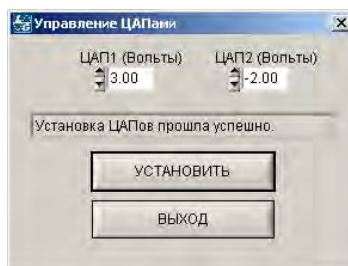 Управление ЦАПами
ЦАП1 (Вольты) ЦАП2 (Вольты)
3.00 -2.00
Установка ЦАПов прошла успешно.
УСТАНОВИТЬ
ВЫХОД